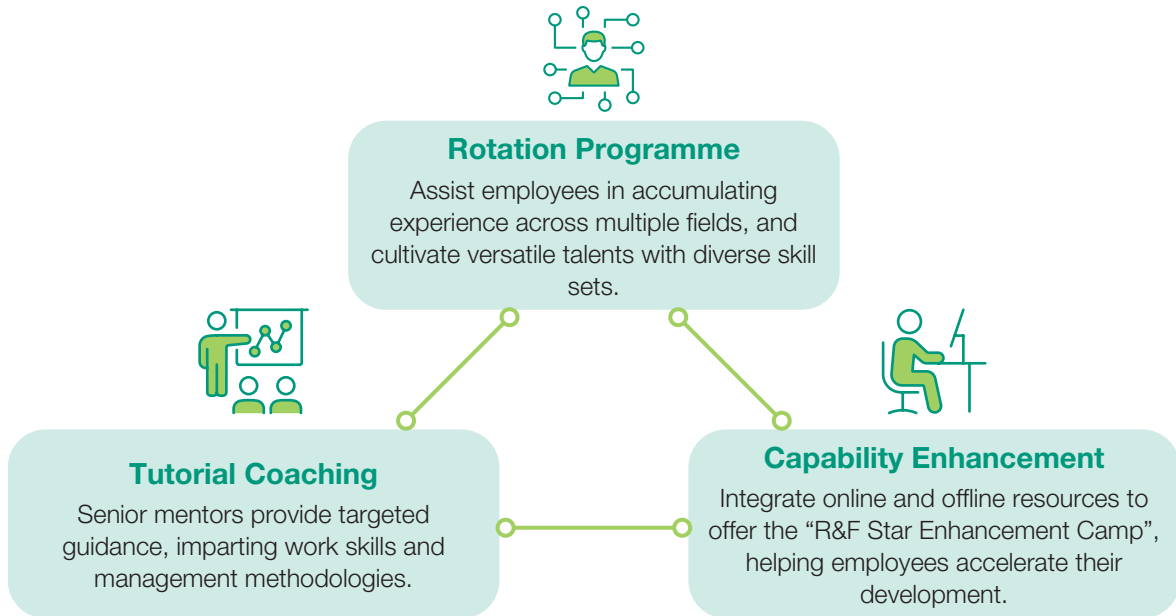 Rotation Programme
Assist employees in accumulating
experience across multiple fields, and
cultivate versatile talents with diverse skill
sets.
Tutorial Coaching
Senior mentors provide targeted
guidance, imparting work skills and
management methodologies.
Capability Enhancement
Integrate online and offline resources to
offer the “R&F Star Enhancement Camp”,
helping employees accelerate their
development.